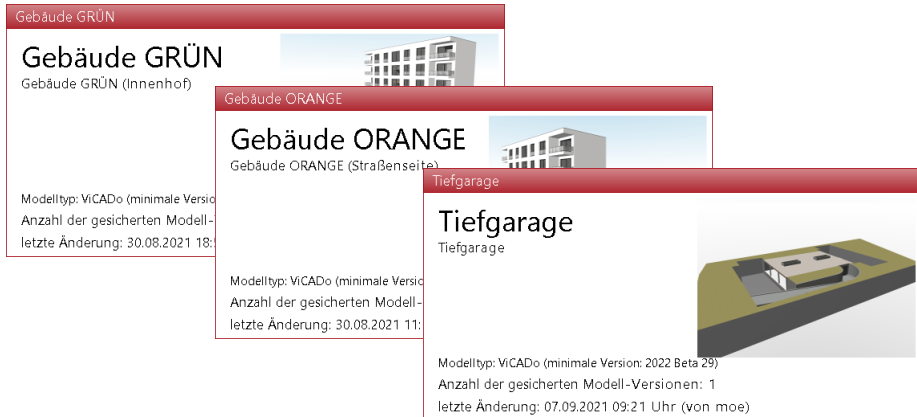 Gebäude GRÜN
Gebäude GRÜN
Gebäude GRÜN (Innenhof)
Modelltyp: ViCADo (minimale
Anzahl der gesicherten
letzte Änderung: 30.08.2021
Gebäude ORANGE
Gebäude ORANGE
Gebäude ORANGE (Straßenseite)
Modelltyp: ViCADo (minimale
Anzahl der gesicherten Modell-
letzte Änderung: 30.08.2021 11:
Tiefgarage
Tiefgarage
Tiefgarage
Modelltyp: ViCADo (minimale Version: 2022 Beta 29)
Anzahl der gesicherten Modell-Versionen: 1
letzte Änderung: 07.09.2021 09:21 Uhr (von moe)